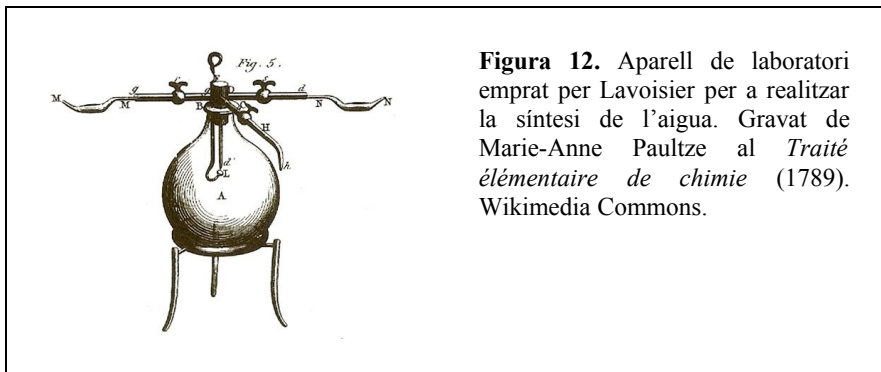 Fig. 5.
M
g
d
M
B
N
N
H
d'
L
h
A
Figura 12. Aparell de laboratori
emprat per Lavoisier per a realitzar
la síntesi de l'aigua. Gravat de
Marie-Anne Paultze al Traité
élémentaire de chimie (1789).
Wikimedia Commons.